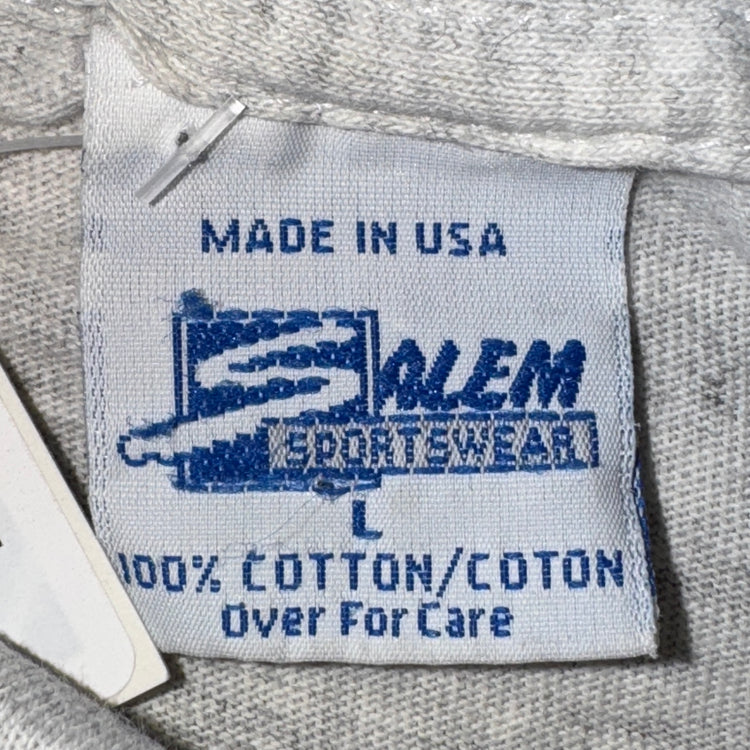 MADE IN USA
SALEM
SPORTSWEAR
L
100% COTTON/COTON
Over For Care